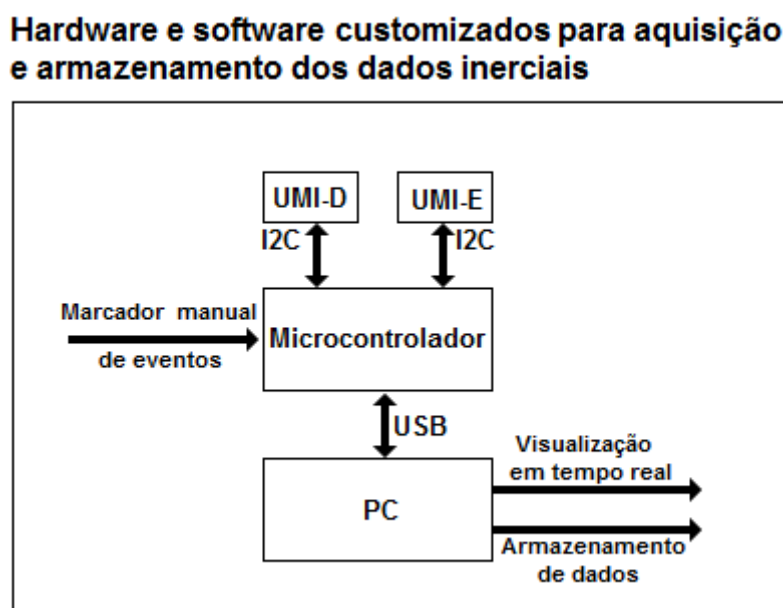 Hardware e software customizados para aquisição
e armazenamento dos dados inerciais
UMI-D
UMI-E
I2C
I2C
Marcador manual
de eventos
Microcontrolador
USB
Visualização
em tempo real
PC
Armazenamento
de dados